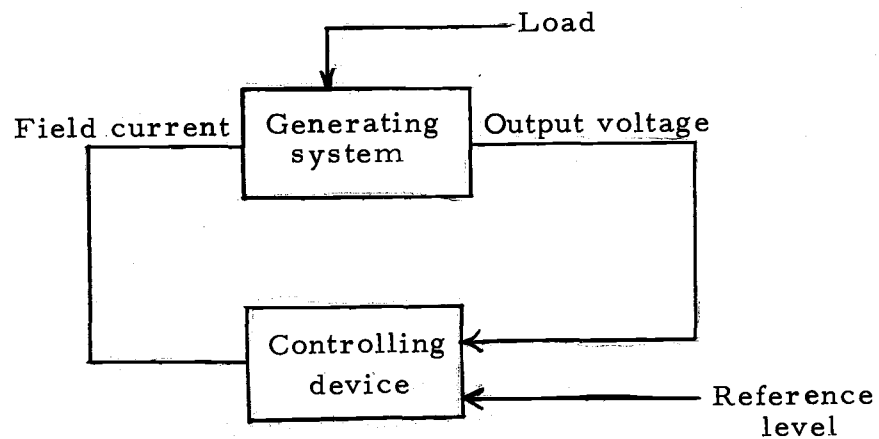 Load
Field current
Generating
system
Output voltage
Controlling
device
Reference
level